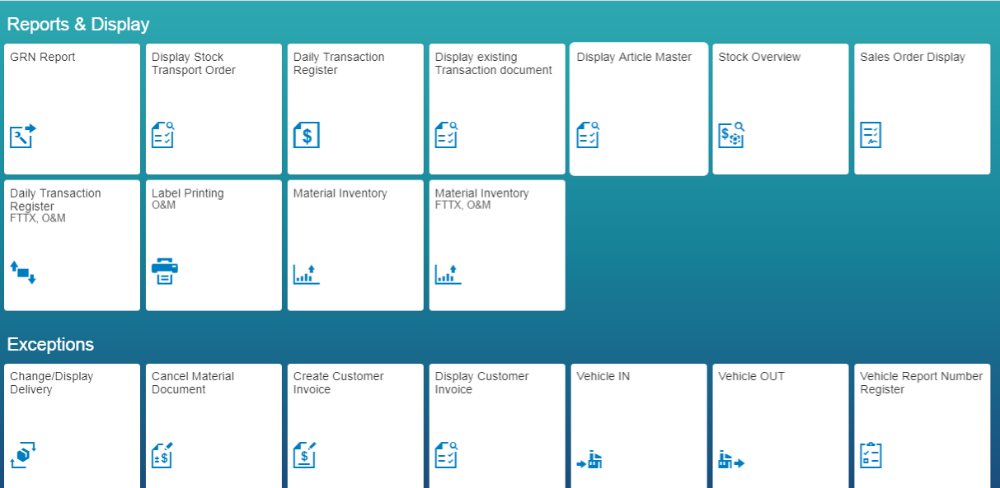 Reports & Display
GRN Report
Display Stock
Transport Order
Daily Transaction
Register
Display existing
Transaction document
Display Article Master
Stock Overview
Sales Order Display
Daily Transaction
Register
FTTX, O&M
Label Printing
O&M
Material Inventory
Material Inventory
FTTX, O&M
Exceptions
Change/Display
Delivery
Cancel Material
Document
Create Customer
Invoice
Display Customer
Invoice
Vehicle IN
Vehicle OUT
Vehicle Report Number
Register